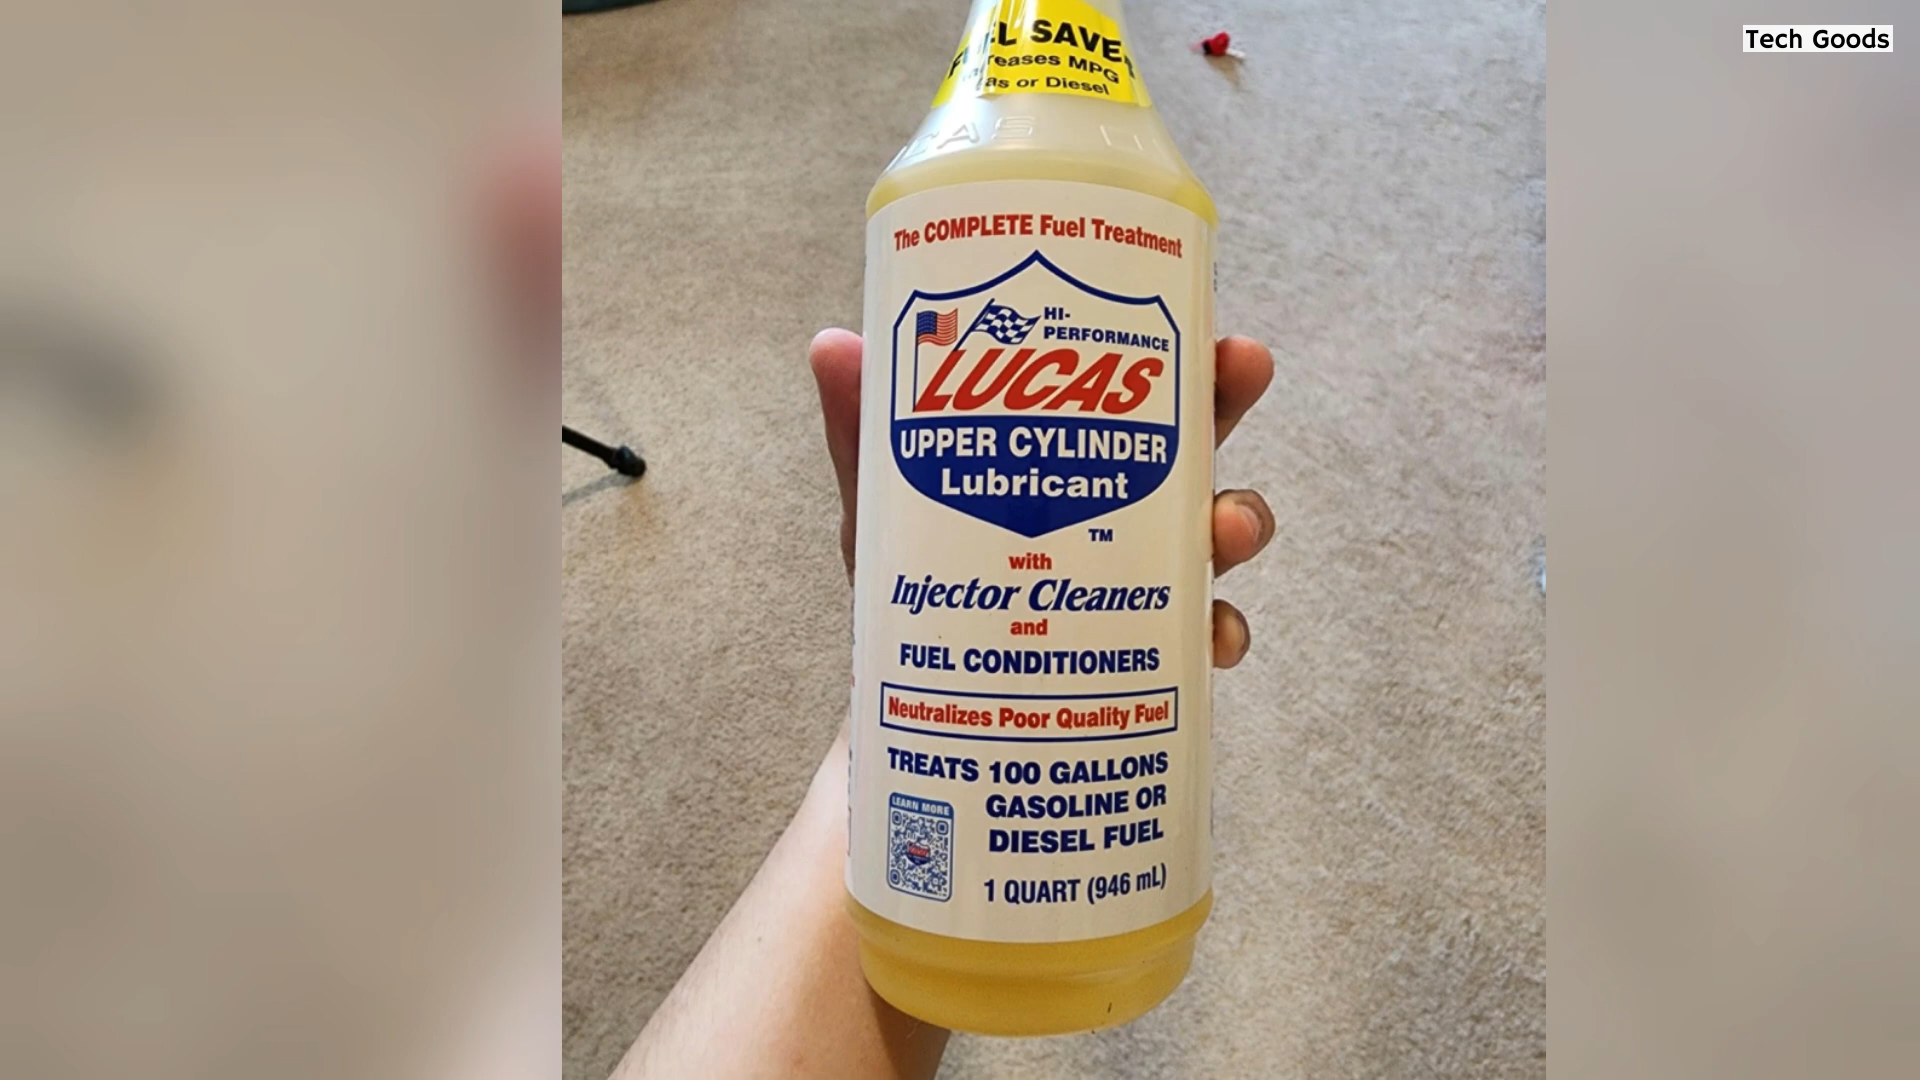 Tech Goods
SAVE
MPG
or Diesel
LUCAS
The COMPLETE Fuel Treatment
HI-
PERFORMANCE
LUCAS
UPPER CYLINDER
Lubricant
TM
with
Injector Cleaners
and
FUEL CONDITIONERS
Neutralizes Poor Quality Fuel
TREATS 100 GALLONS
LEARN MORE
GASOLINE OR
DIESEL FUEL
1 QUART (946 mL)